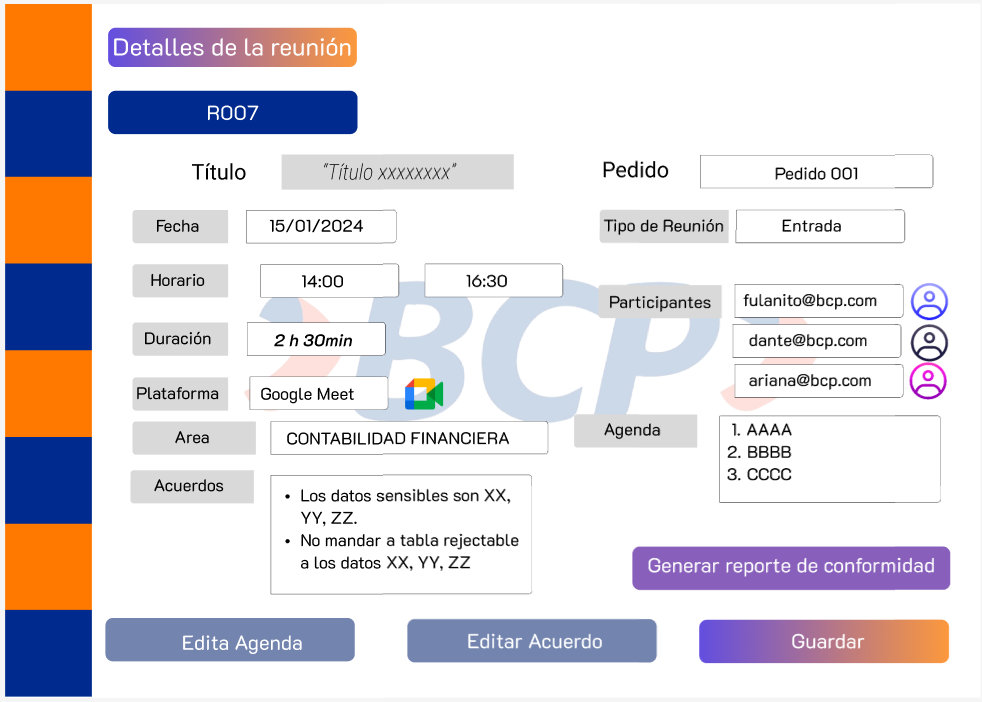 Detalles de la reunión
R007
Título "Título xxxxxxxx" Pedido Pedido 001
Fecha 15/01/2024 Tipo de Reunión Entrada
Horario 14:00 16:30
BCP
Participantes fulanito@bcp.com
Duración 2 h 30min dante@bcp.com
ariana@bcp.com
Plataforma Google Meet
Area CONTABILIDAD FINANCIERA
Agenda 1. AAAA
2. BBBB
3. CCCC
Acuerdos
• Los datos sensibles son XX,
YY, ZZ.
• No mandar a tabla rejectable
a los datos XX, YY, ZZ
Generar reporte de conformidad
Edita Agenda Editar Acuerdo Guardar